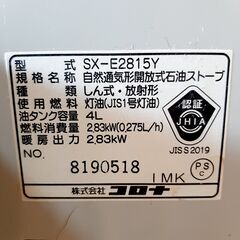 型式 SX-E2815Y
規格名称 自然通気形開放式石油ストーブ
種類 しん式・放射形
使用燃料 灯油(JIS1号灯油)
油タンク容量 4L
燃料消費量 2.83kW(0.275L/h)
暖房出力 2.83kW
NO. 8190518
1MK
株式会社コロナ
認証
JHIA
JISS2019
PS
C